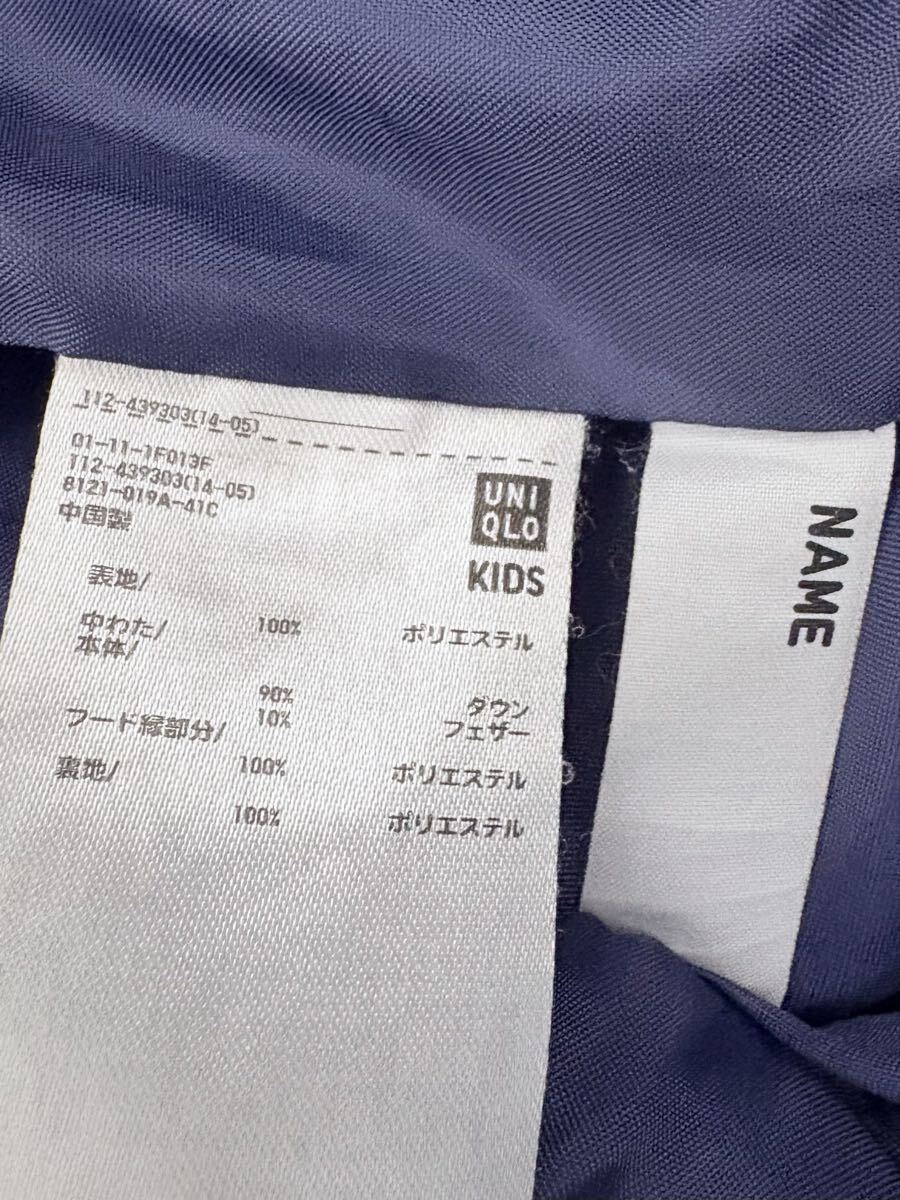 112-439303(14-05)
01-11-1F013F
112-439303(14-05)
8121-019A-41C
中国製
UNI
QLO
KIDS
表地/
100% ポリエステル
中わた/
本体/
90% ダウン
10% フェザー
フード縁部分/
100% ポリエステル
裏地/
100% ポリエステル
NAME